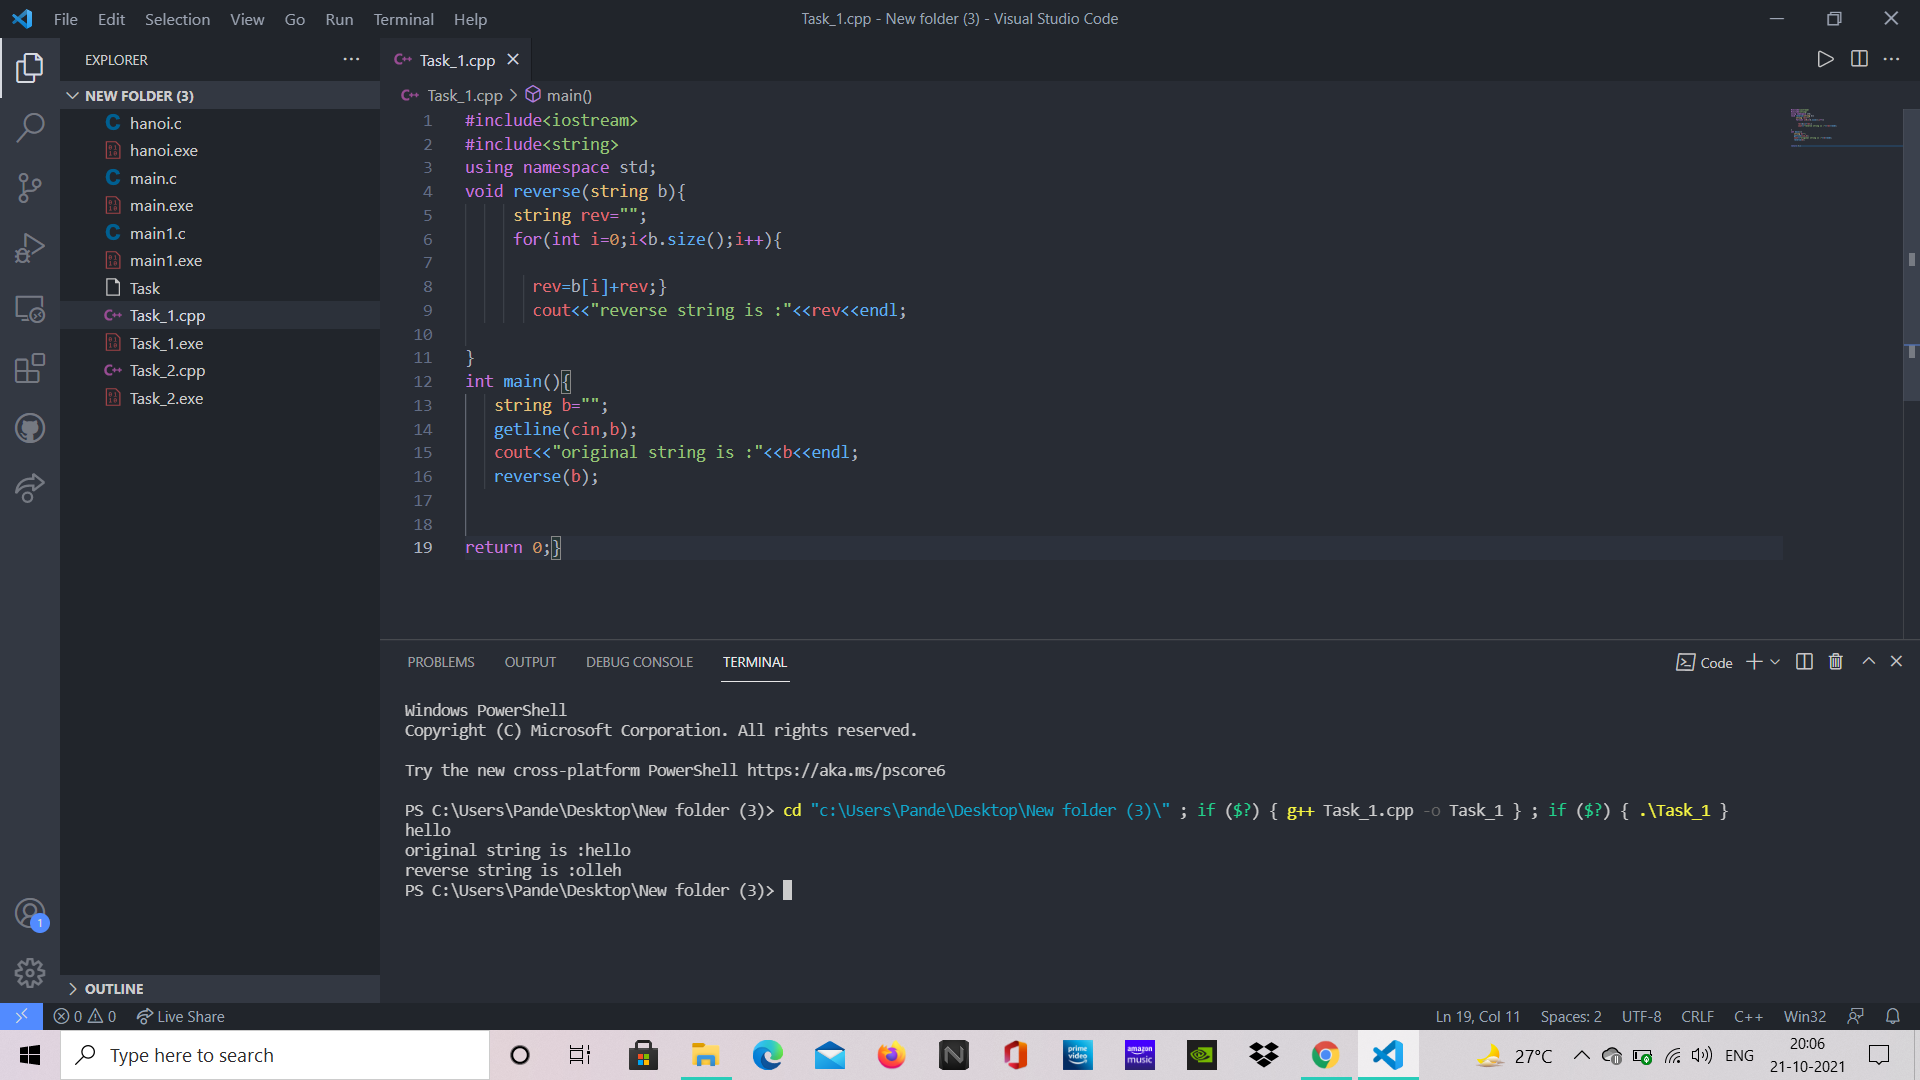 File Edit Selection View Go Run Terminal Help
Task_1.cpp - New folder (3) - Visual Studio Code
EXPLORER
NEW FOLDER (3)
hanoi.c
hanoi.exe
main.c
main.exe
main1.c
main1.exe
Task
Task_1.cpp
Task_1.exe
Task_2.cpp
Task_2.exe
OUTLINE
Task_1.cpp
Task_1.cpp > main()
1 #include<iostream>
2 #include<string>
3 using namespace std;
4 void reverse(string b){
5 string rev="";
6 for(int i=0;i<b.size();i++){
7
8 rev=b[i]+rev;}
9 cout<<"reverse string is :"<<rev<<endl;
10
11 }
12 int main(){
13 string b="";
14 getline(cin,b);
15 cout<<"original string is :"<<b<<endl;
16 reverse(b);
17
18
19 return 0;}
PROBLEMS OUTPUT DEBUG CONSOLE TERMINAL
Code
Windows PowerShell
Copyright (C) Microsoft Corporation. All rights reserved.
Try the new cross-platform PowerShell https://aka.ms/pscore6
PS C:\Users\Pande\Desktop\New folder (3)> cd "c:\Users\Pande\Desktop\New folder (3)\" ; if ($?) { g++ Task_1.cpp -o Task_1 } ; if ($?) { .\Task_1 }
hello
original string is :hello
reverse string is :olleh
PS C:\Users\Pande\Desktop\New folder (3)>
1
0 0 Live Share
Ln 19, Col 11 Spaces: 2 UTF-8 CRLF C++ Win32
Type here to search
prime video
amazon music
27°C
ENG
20:06
21-10-2021